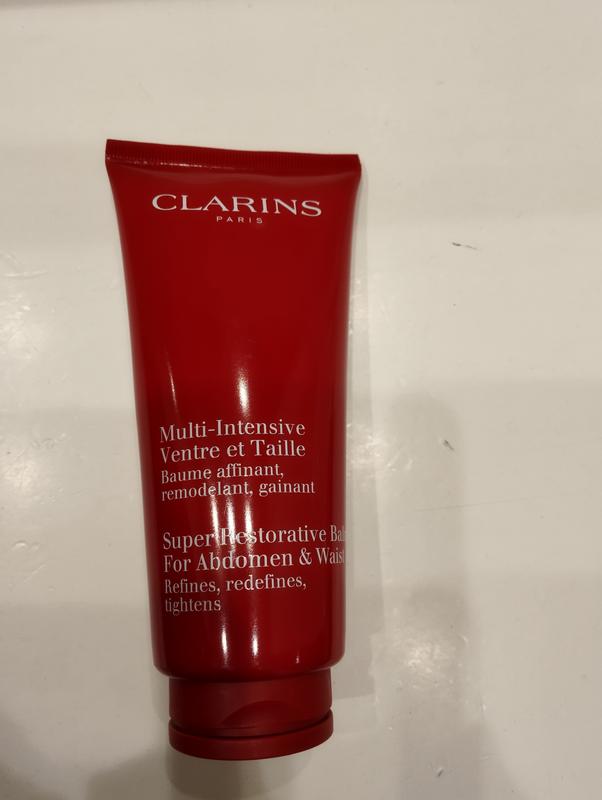 CLARINS
PARIS
Multi-Intensive
Ventre et Taille
Baume affinant,
remodelant, gainant
Super Restorative
For Abdomen & Waist
Refines, redefines,
tightens